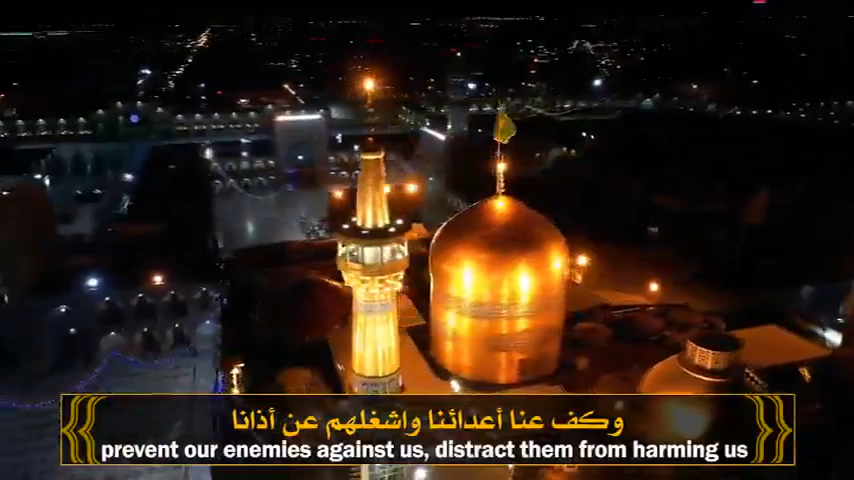 وكف عنا أعدائنا واشغلهم عن أذانا
prevent our enemies against us, distract them from harming us